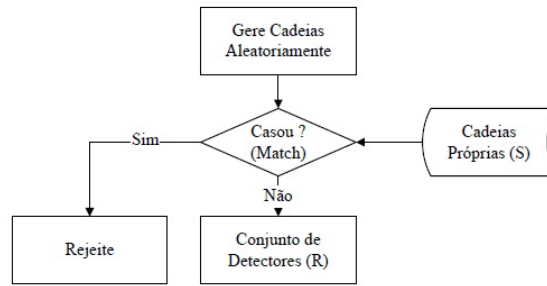 Gere Cadeias
Aleatoriamente
Sim
Casou ?
(Match)
Cadeias
Próprias (S)
Não
Rejeite
Conjunto de
Detectores (R)